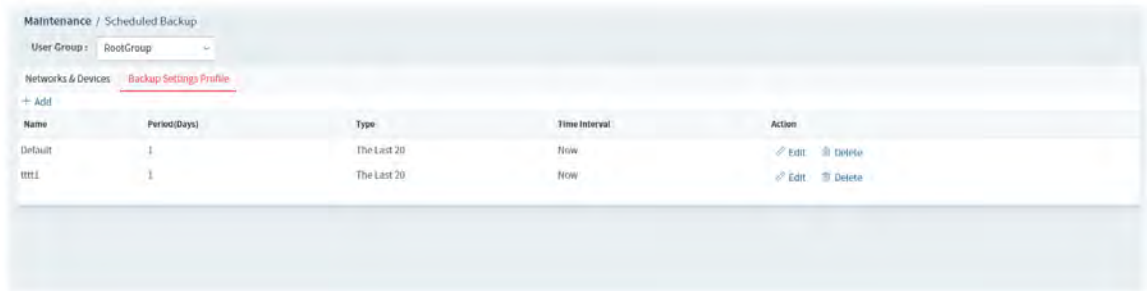 Maintenance / Scheduled Backup
User Group : RootGroup
Networks & Devices Backup Settings Profile
+ Add
Name Period(Days) Type Time Interval Action
Default 1 The Last 20 Now Edit Delete
1 The Last 20 Now Edit Delete